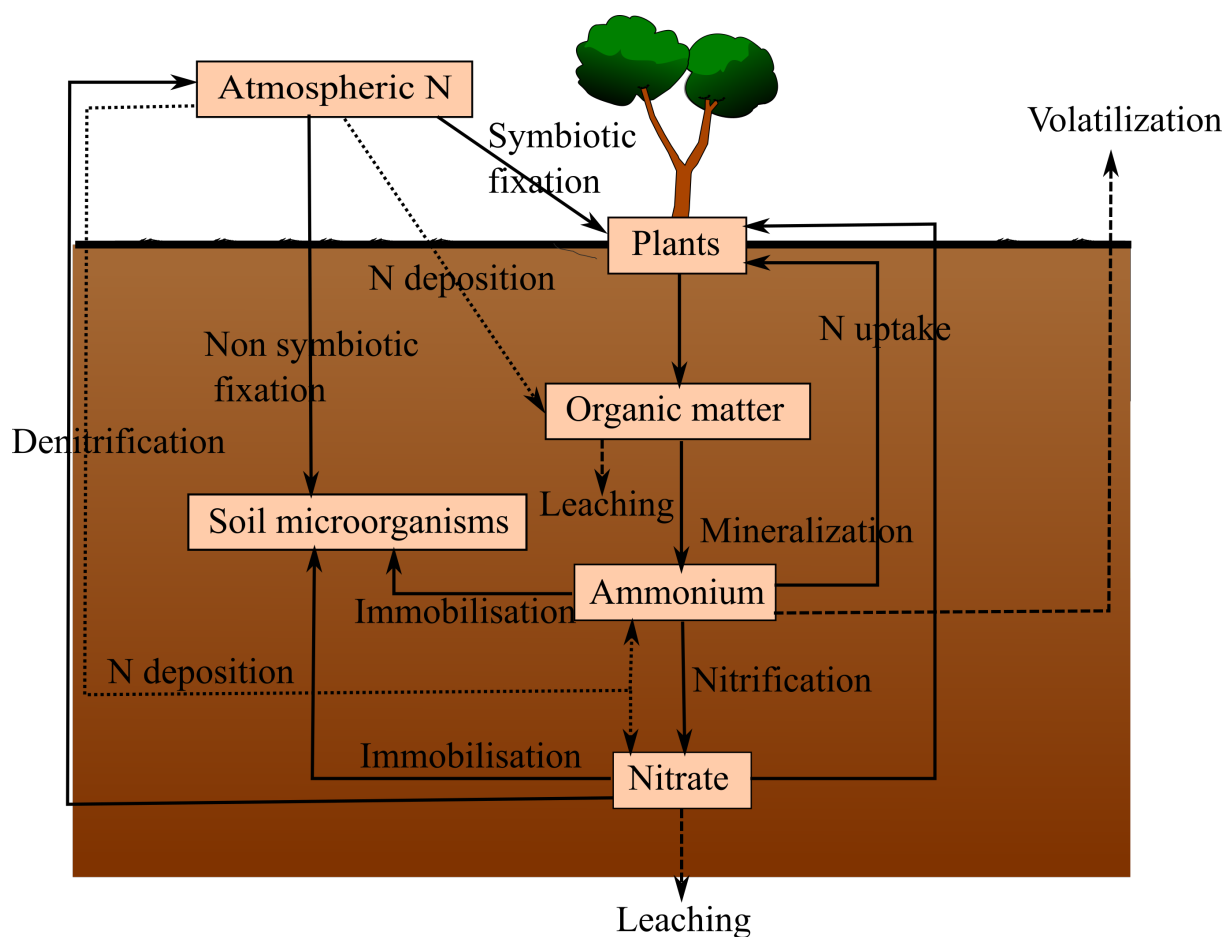 Atmospheric N
Volatilization
Symbiotic
fixation
Plants
N deposition
N uptake
Non symbiotic
fixation
Organic matter
Denitrification
Leaching
Soil microorganisms
Mineralization
Ammonium
Immobilisation
N deposition
Nitrification
Immobilisation
Nitrate
Leaching